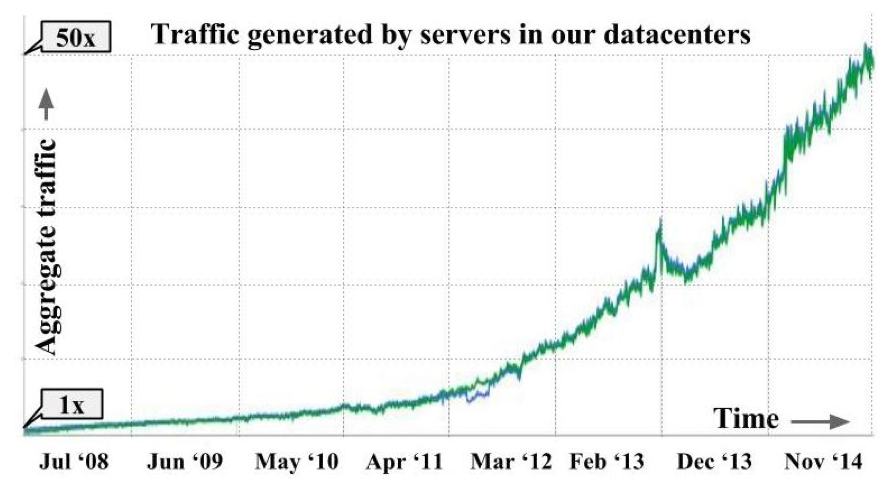 50x
Traffic generated by servers in our datacenters
Aggregate traffic
1x
Time
Jul ‘08 Jun ‘09 May ‘10 Apr ‘11 Mar ‘12 Feb ‘13 Dec ‘13 Nov ‘14